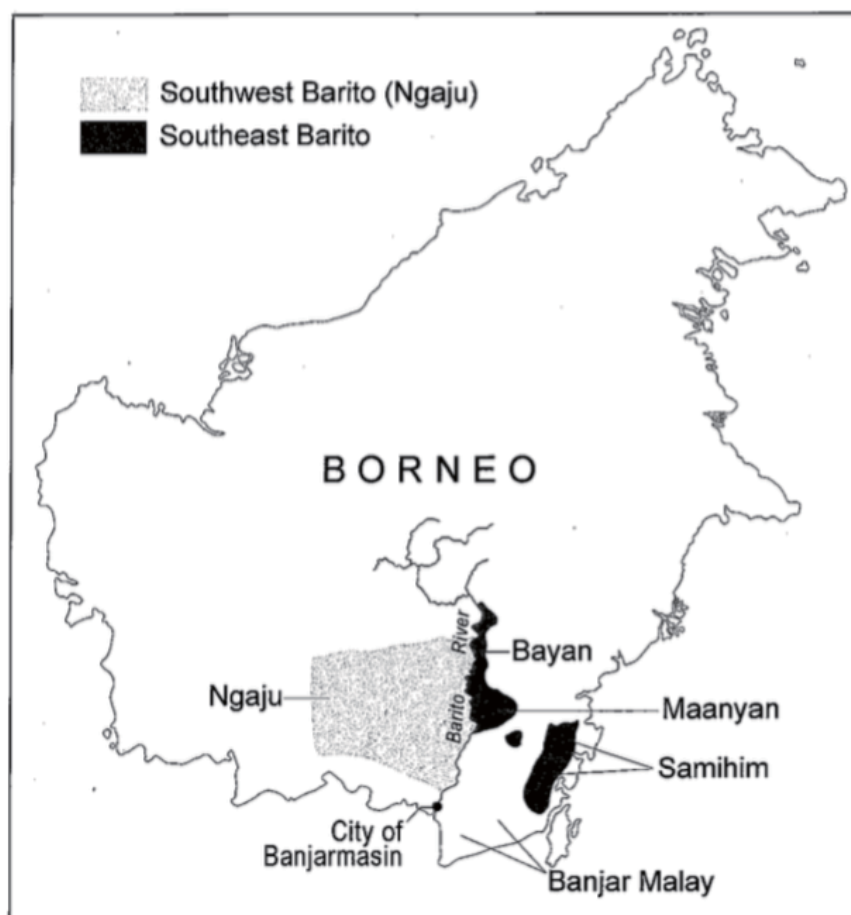 Southwest Barito (Ngaju)
Southeast Barito
BORNEO
River
Bayan
Ngaju
Barito
Maanyan
Samihim
City of
Banjarmasin
Banjar Malay